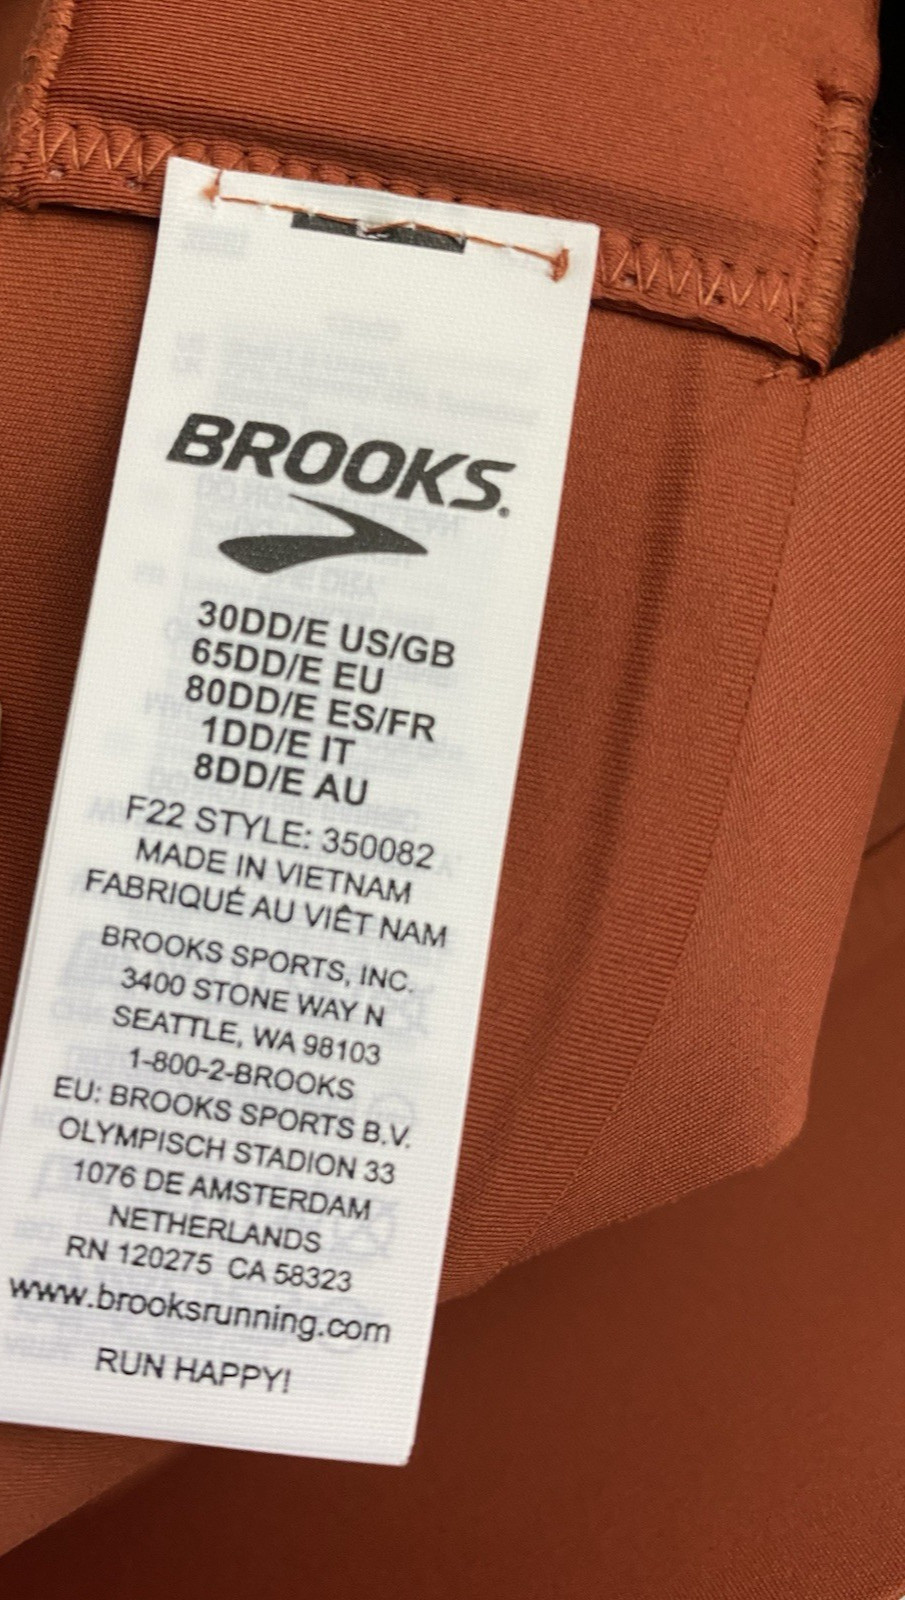 BROOKS.
30DD/E US/GB
65DD/E EU
80DD/E ES/FR
1DD/E IT
8DD/E AU
F22 STYLE: 350082
MADE IN VIETNAM
FABRIQUÉ AU VIÊT NAM
BROOKS SPORTS, INC.
3400 STONE WAY N
SEATTLE, WA 98103
1-800-2-BROOKS
EU: BROOKS SPORTS B.V.
OLYMPISCH STADION 33
1076 DE AMSTERDAM
NETHERLANDS
RN 120275 CA 58323
www.brooksrunning.com
RUN HAPPY!